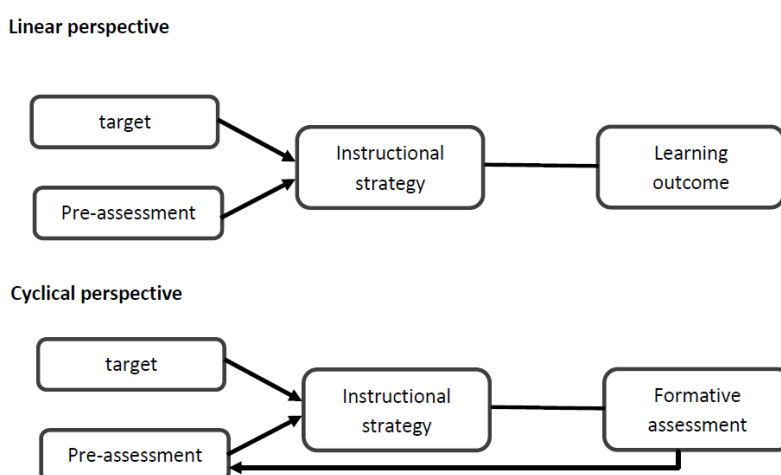 Linear perspective
target
Pre-assessment
Instructional
strategy
Learning
outcome
Cyclical perspective
target
Pre-assessment
Instructional
strategy
Formative
assessment